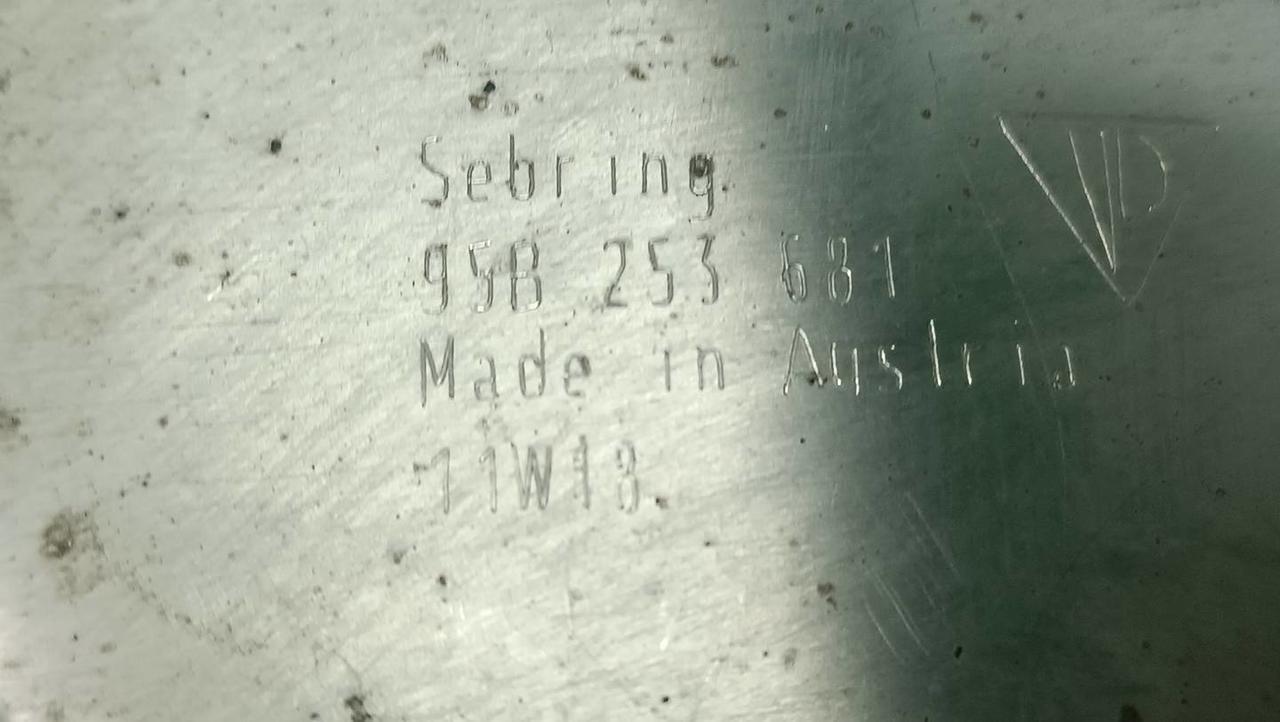 Sebring
95B 253 681
Made in Austria
11W18